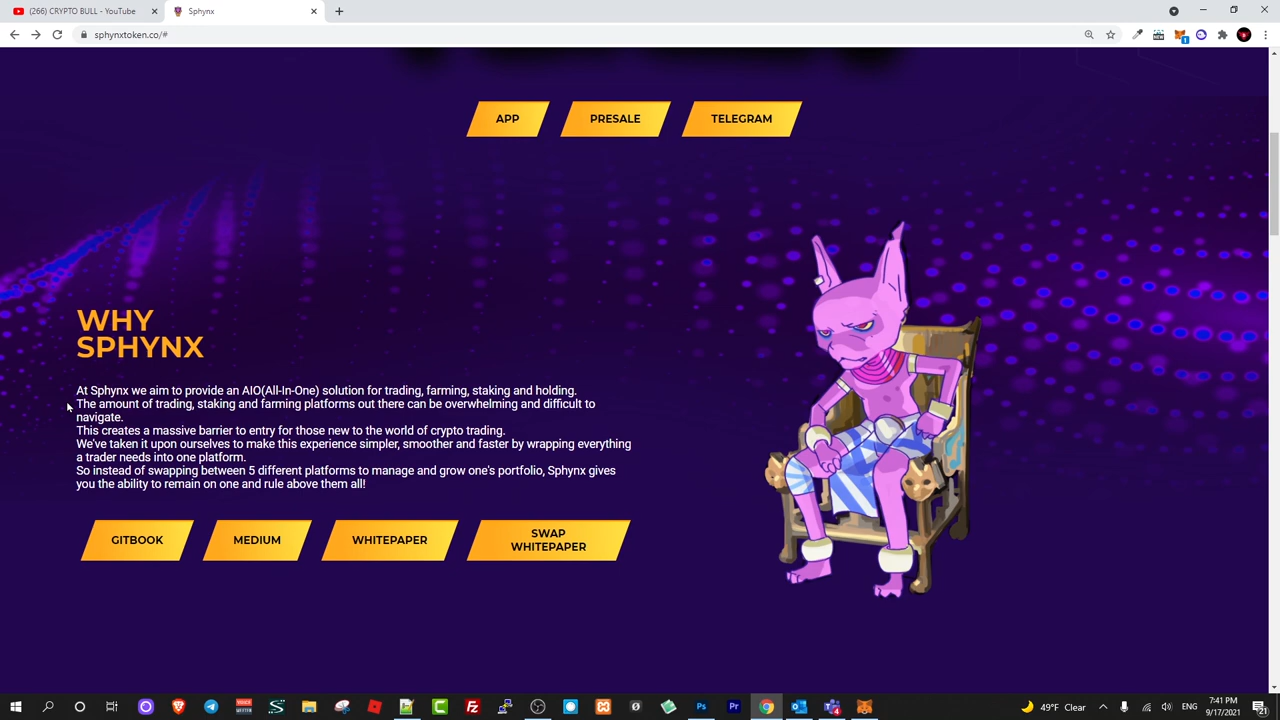 (266) CRYPTO BULL - YouTube
Sphynx
sphynxtoken.co/#
APP
PRESALE
TELEGRAM
WHY
SPHYNX
At Sphynx we aim to provide an AIO(All-In-One) solution for trading, farming, staking and holding.
The amount of trading, staking and farming platforms out there can be overwhelming and difficult to
navigate.
This creates a massive barrier to entry for those new to the world of crypto trading.
We've taken it upon ourselves to make this experience simpler, smoother and faster by wrapping everything
a trader needs into one platform.
So instead of swapping between 5 different platforms to manage and grow one's portfolio, Sphynx gives
you the ability to remain on one and rule above them all!
GITBOOK
MEDIUM
WHITEPAPER
SWAP
WHITEPAPER
49°F Clear
7:41 PM
9/17/2021